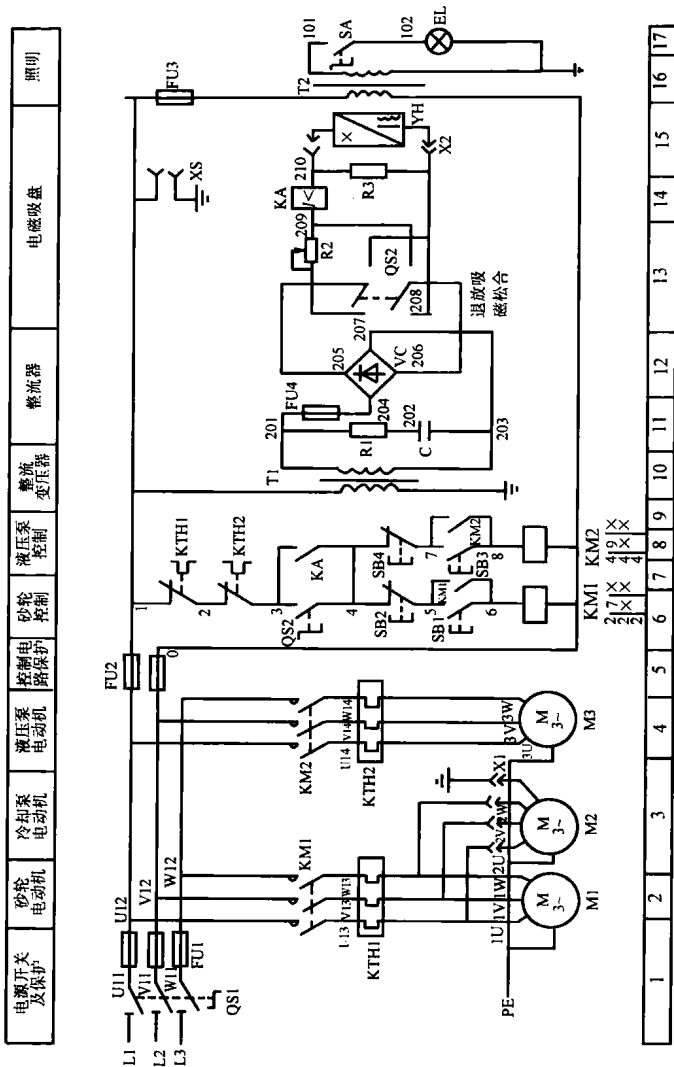 电源开关
及保护
砂轮
电动机
冷却泵
电动机
液压泵
电动机
控制电
路保护
砂轮
控制
液压泵
控制
整流
变压器
整流器
电磁吸盘
照明
L1
L2
L3
U11
V11
W11
QS1
FU1
U12
V12
W12
KM1
U13
V13
W13
KTH1
1U
1V
1W
2U
2V
2W
X1
PE
M
3~
M1
M
3~
M2
KM2
U14
V14
W14
KTH2
3U
3V
3W
M
3~
M3
FU2
0
1
KTH1
2
KTH2
3
QS2
KA
4
SB2
SB4
5
KM1
7
KM2
SB1
6
SB3
8
KM1
2 7 ×
2 × ×
2
KM2
4 9 ×
4 × ×
4
T1
201
FU4
R1
204
202
C
203
205
VC
206
207
208
QS2
退放吸
磁松合
R2
209
KA
I<
210
R3
X2
YH
×
XS
FU3
T2
101
SA
102
EL
1
2
3
4
5
6
7
8
9
10
11
12
13
14
15
16
17